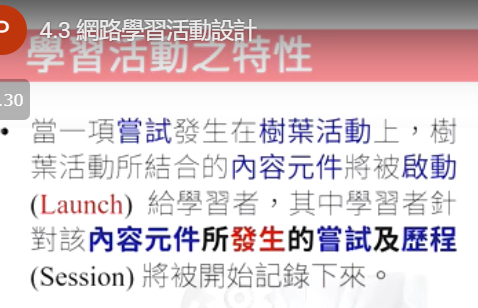 P 4.3 網路學習活動設計
學習活動之特性
.30
• 當一項嘗試發生在樹葉活動上，樹
葉活動所結合的內容元件將被啟動
(Launch) 給學習者，其中學習者針
對該內容元件所發生的嘗試及歷程
(Session) 將被開始記錄下來。